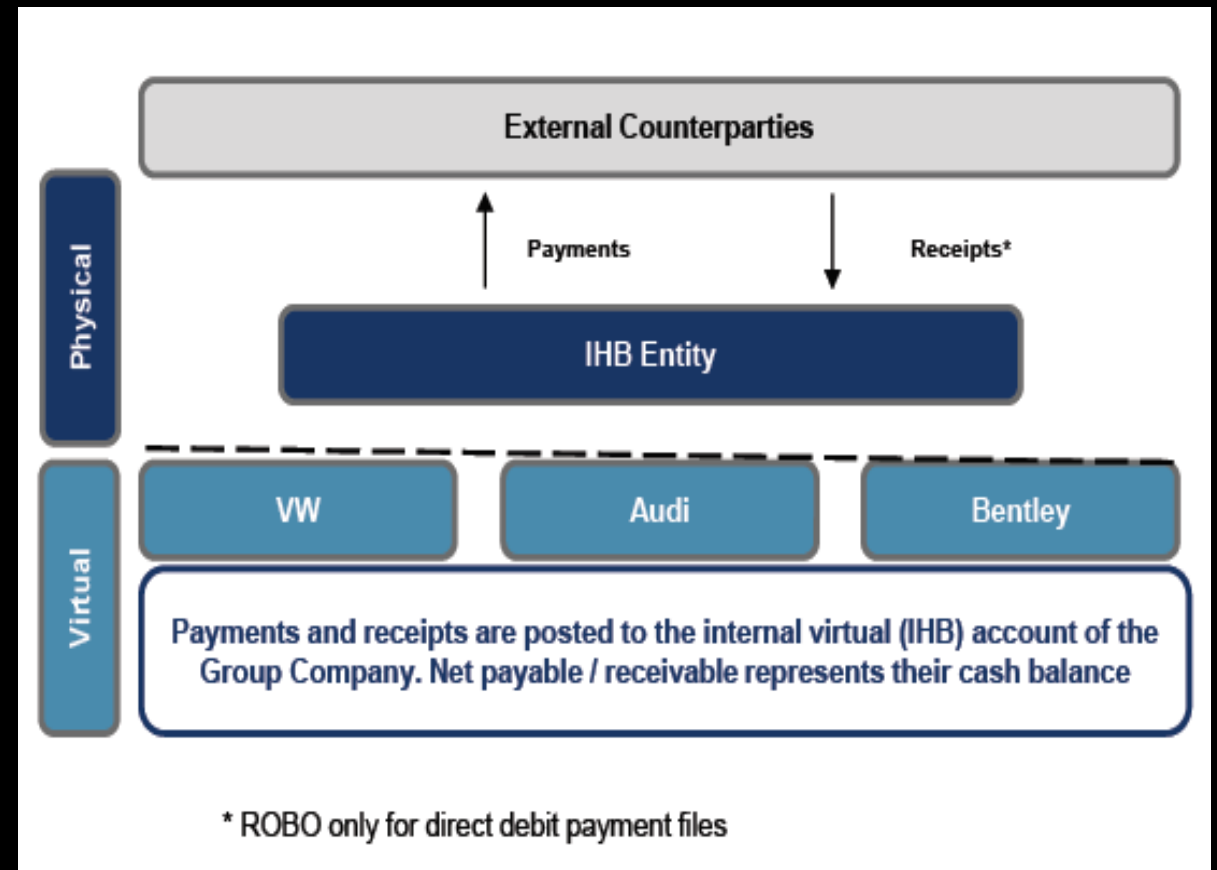 External Counterparties
Payments
Receipts*
Physical
IHB Entity
VW
Audi
Bentley
Virtual
Payments and receipts are posted to the internal virtual (IHB) account of the
Group Company. Net payable / receivable represents their cash balance
* ROBO only for direct debit payment files